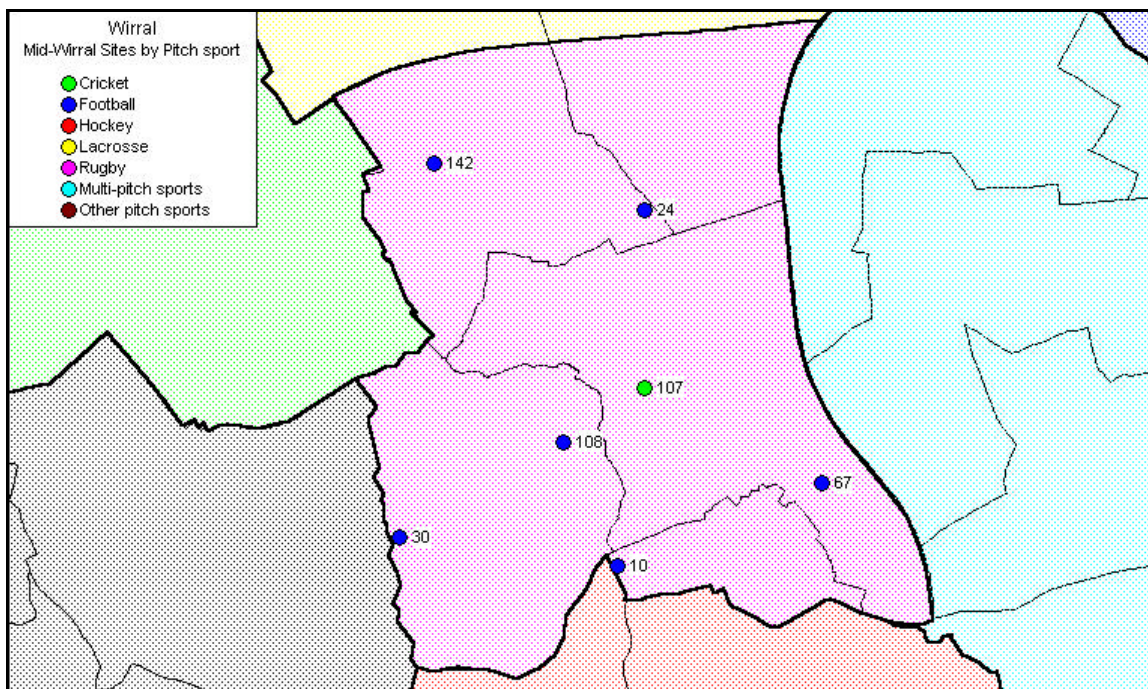 Wirral
Mid-Wirral Sites by Pitch sport
Cricket
Football
Hockey
Lacrosse
Rugby
Multi-pitch sports
Other pitch sports
142
24
107
108
67
30
10